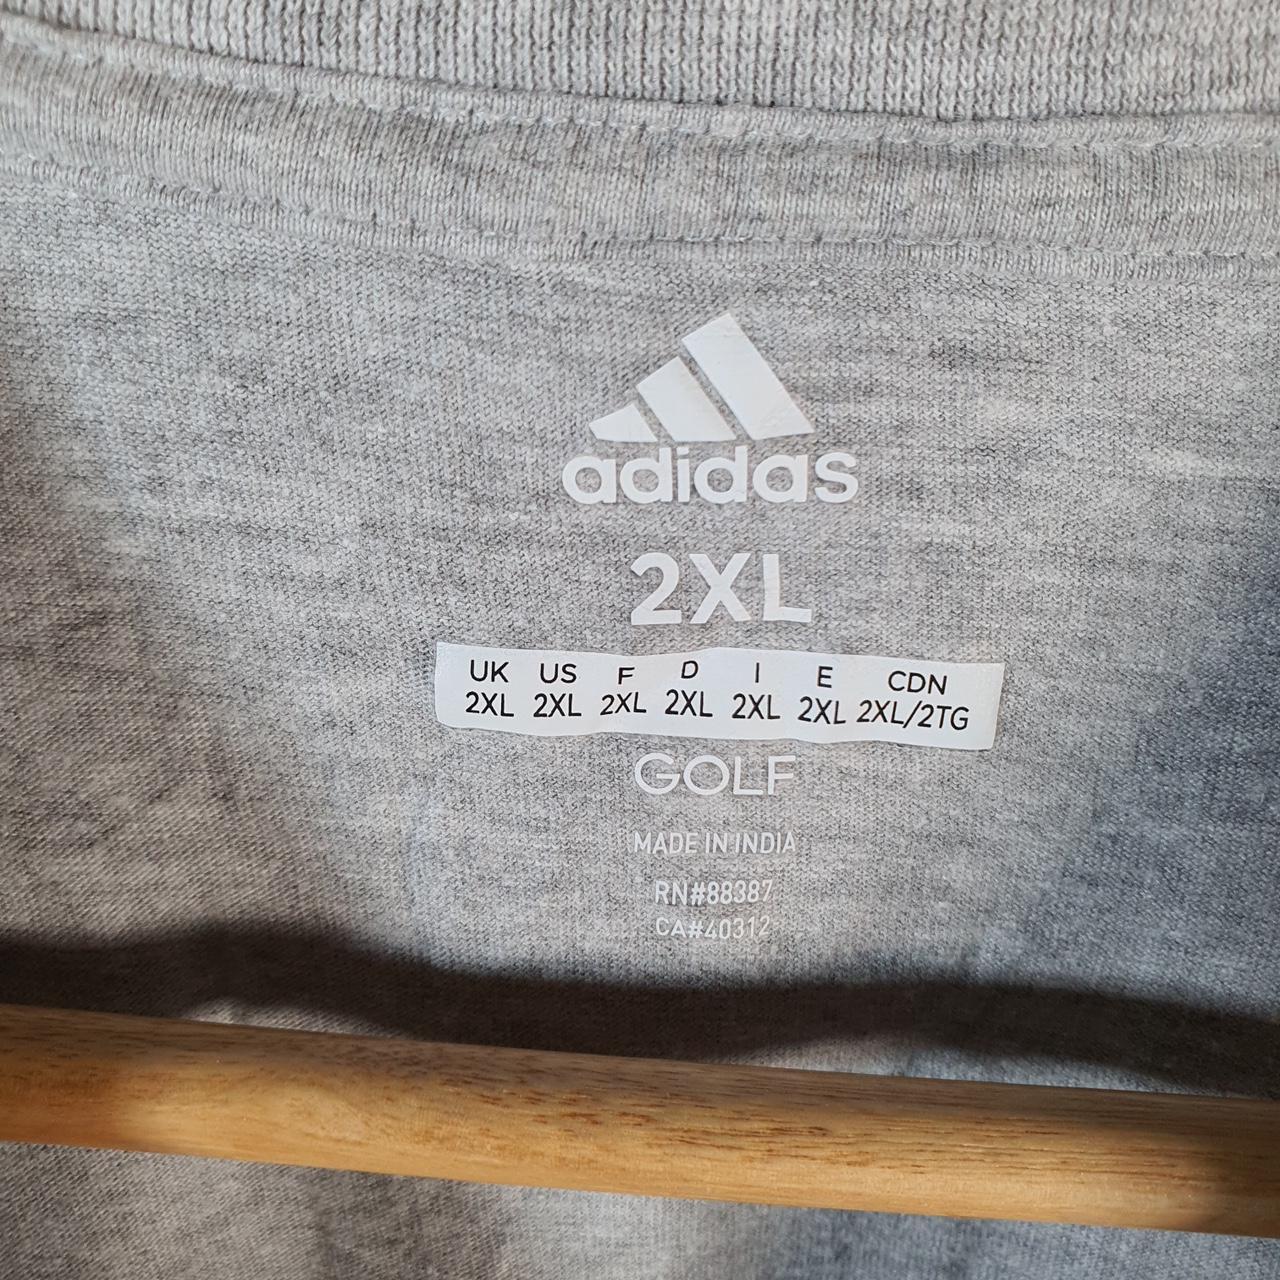 adidas
2XL
UK US F D I E CDN
2XL 2XL 2XL 2XL 2XL 2XL 2XL/2TG
GOLF
MADE IN INDIA
RN#88387
CA#40312